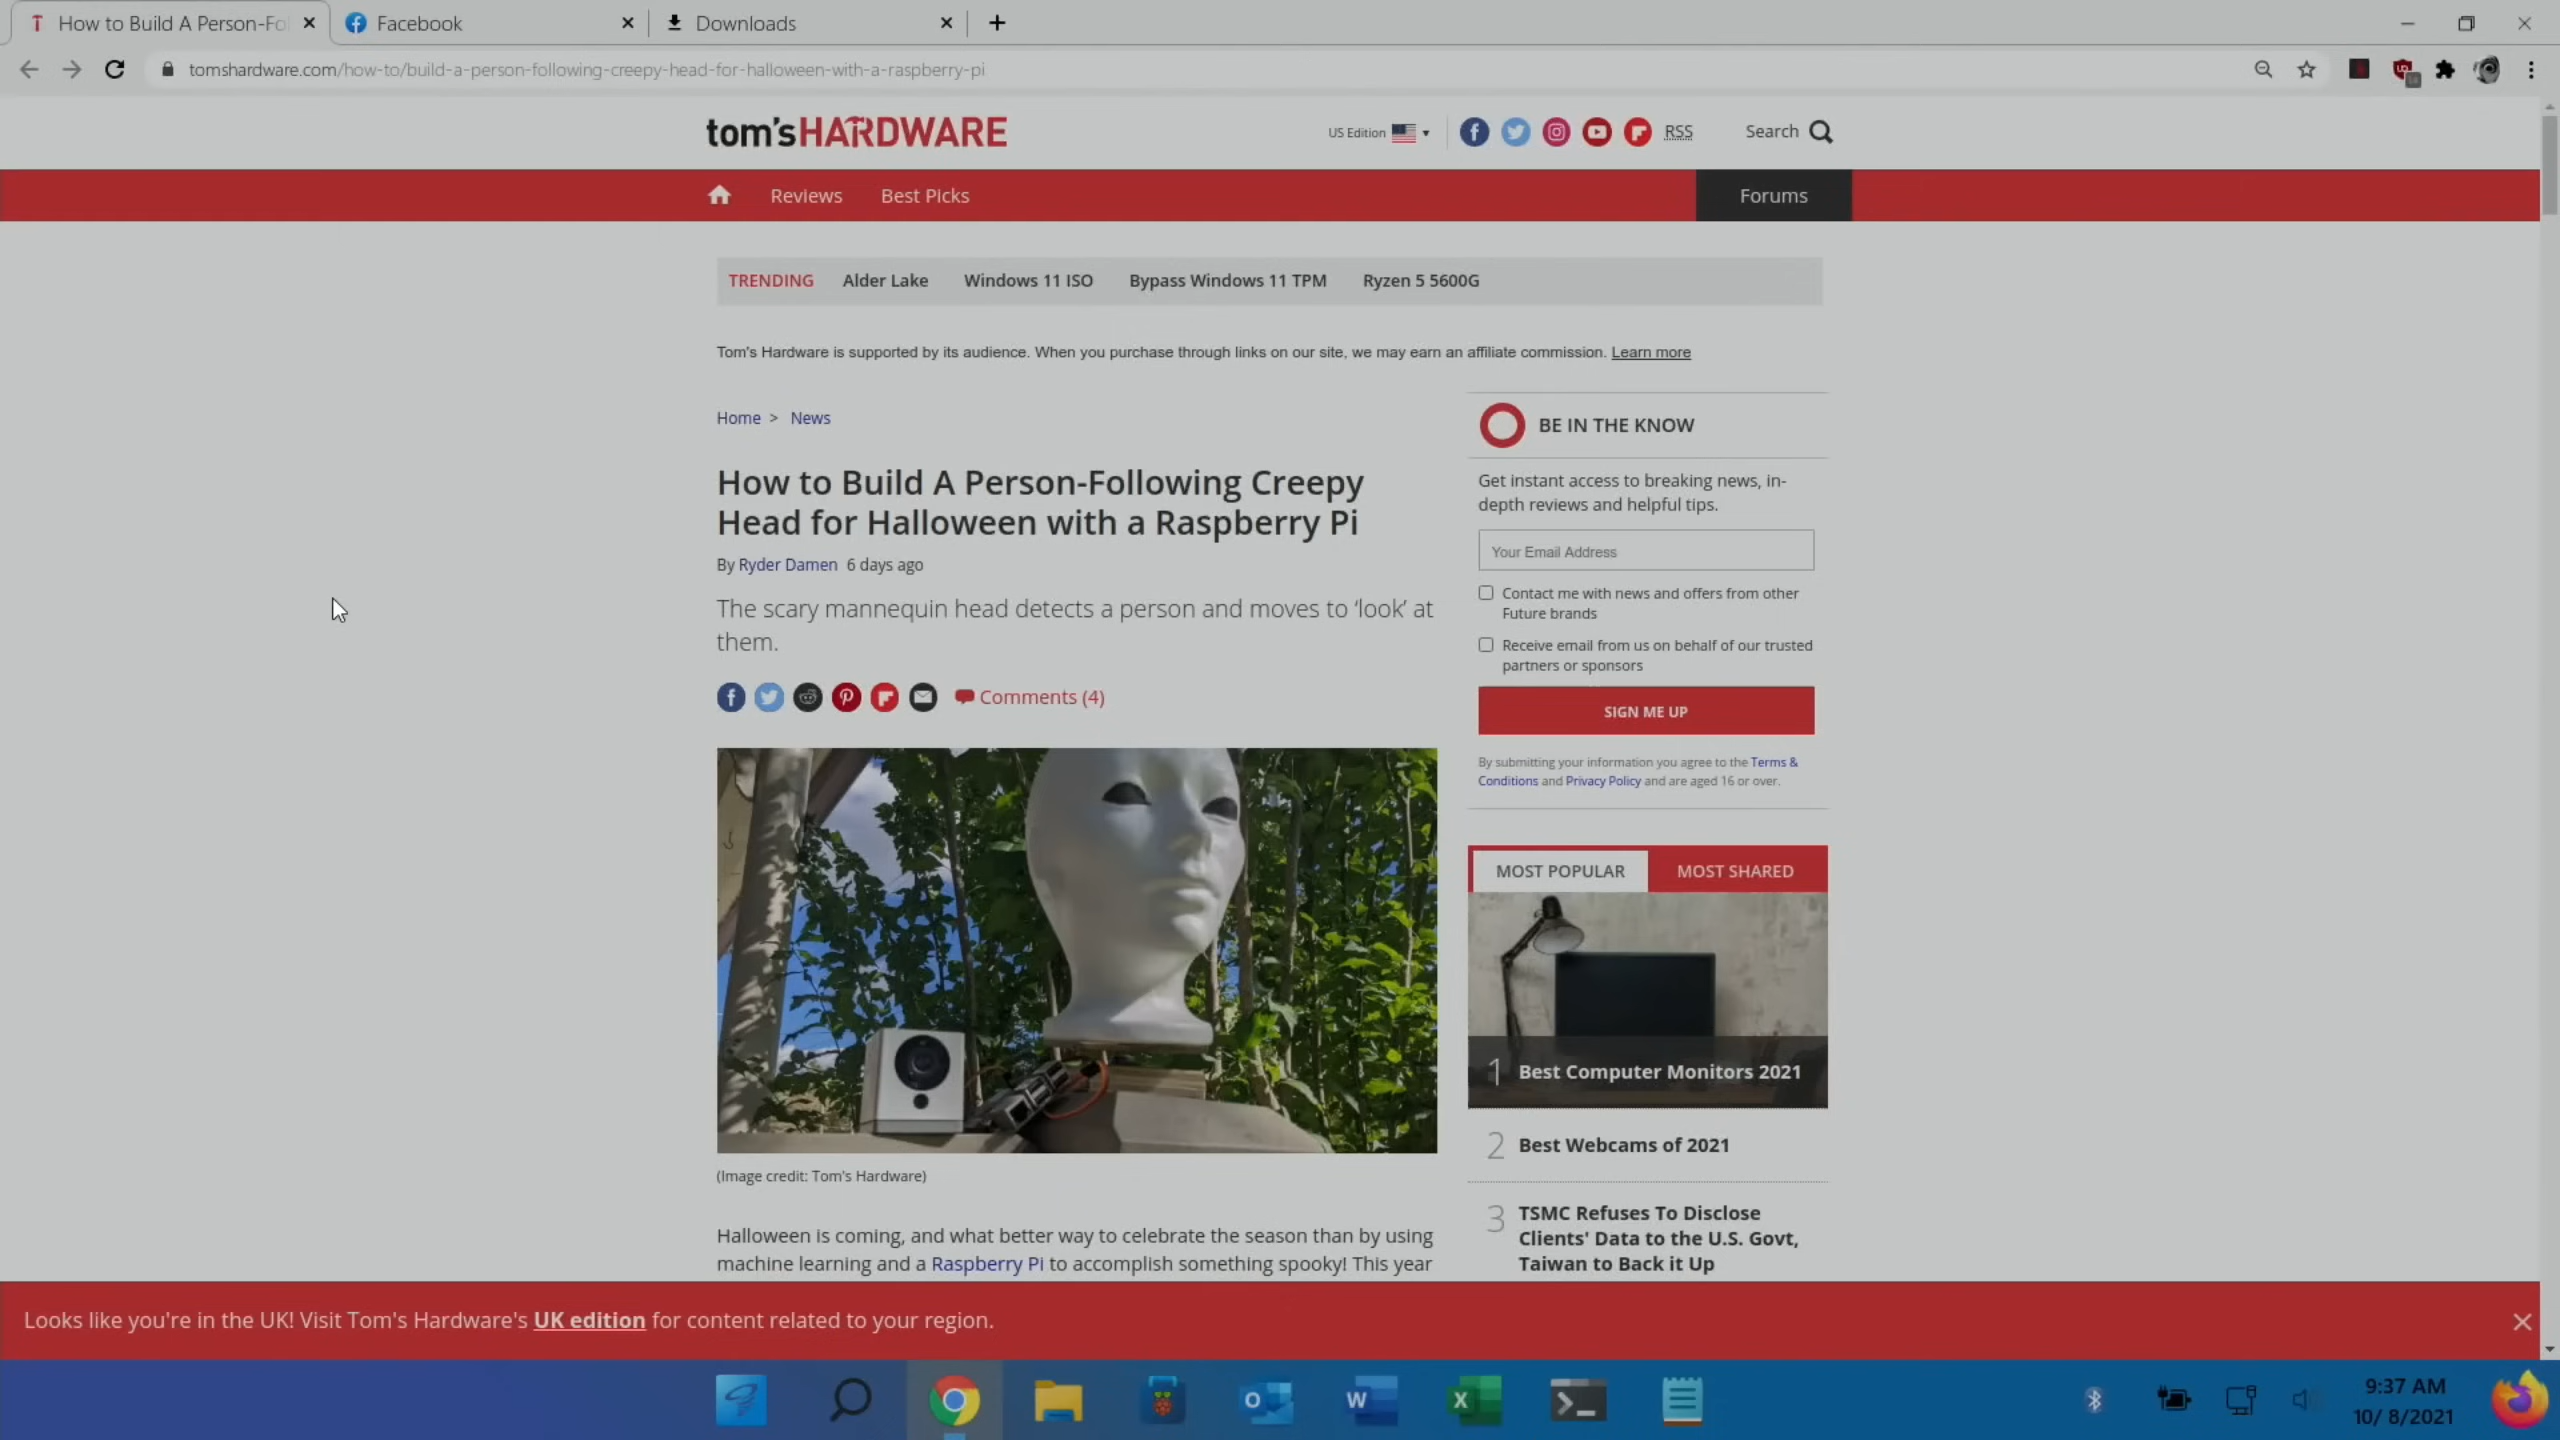 How to Build A Person-Fo
Facebook
Downloads
tomshardware.com/how-to/build-a-person-following-creepy-head-for-halloween-with-a-raspberry-pi
tom'sHARDWARE
US Edition
RSS
Search
Reviews
Best Picks
Forums
TRENDING
Alder Lake
Windows 11 ISO
Bypass Windows 11 TPM
Ryzen 5 5600G
Tom's Hardware is supported by its audience. When you purchase through links on our site, we may earn an affiliate commission. Learn more
Home > News
How to Build A Person-Following Creepy
Head for Halloween with a Raspberry Pi
By Ryder Damen 6 days ago
The scary mannequin head detects a person and moves to ‘look’ at
them.
Comments (4)
(Image credit: Tom's Hardware)
Halloween is coming, and what better way to celebrate the season than by using
machine learning and a Raspberry Pi to accomplish something spooky! This year
BE IN THE KNOW
Get instant access to breaking news, in-
depth reviews and helpful tips.
Your Email Address
Contact me with news and offers from other
Future brands
Receive email from us on behalf of our trusted
partners or sponsors
SIGN ME UP
By submitting your information you agree to the Terms &
Conditions and Privacy Policy and are aged 16 or over.
MOST POPULAR
MOST SHARED
1 Best Computer Monitors 2021
2 Best Webcams of 2021
3 TSMC Refuses To Disclose
Clients' Data to the U.S. Govt,
Taiwan to Back it Up
Looks like you're in the UK! Visit Tom's Hardware's UK edition for content related to your region.
9:37 AM
10/ 8/2021